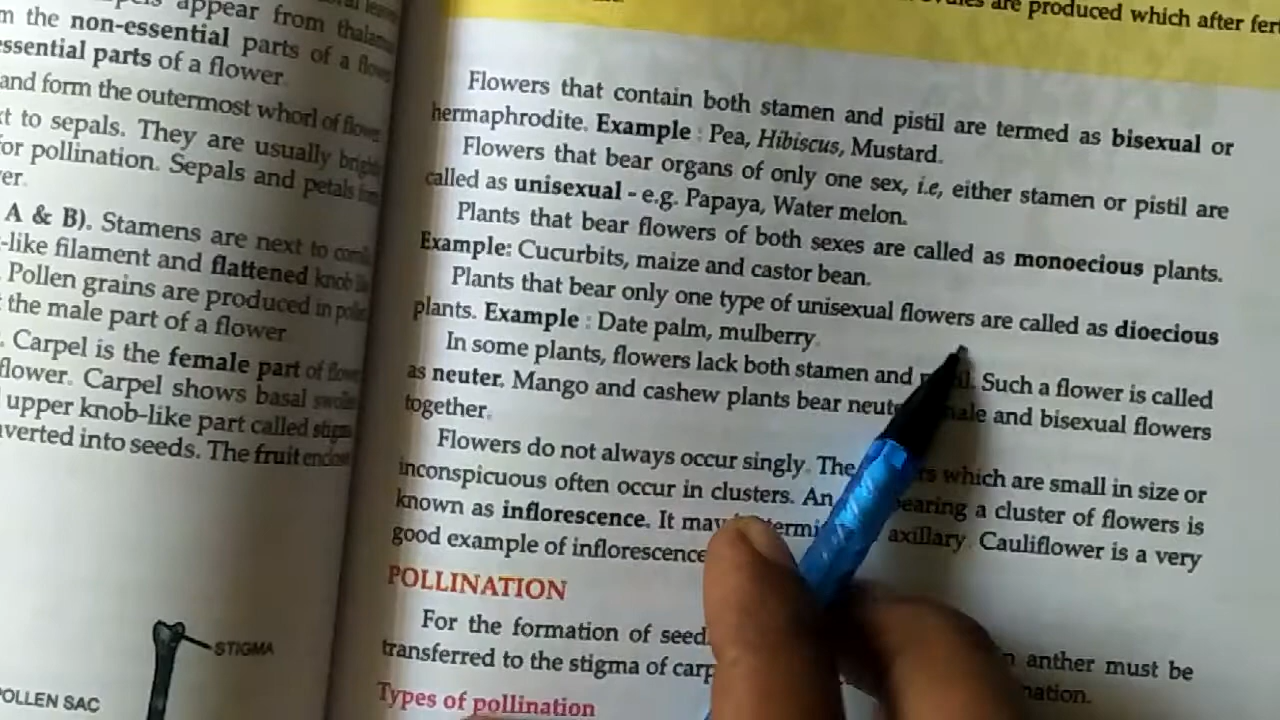 appear from
m the non-essential parts of a
essential parts of a flower.
and form the outermost whorl of
to sepals. They are usually
for pollination. Sepals and petals
A & B). Stamens are next to
-like filament and flattened knob
Pollen grains are produced in
the male part of a flower
Carpel is the female part of
flower. Carpel shows basal
upper knob-like part called
verted into seeds. The fruit
STIGMA
POLLEN SAC
are produced which after
Flowers that contain both stamen and pistil are termed as bisexual or
hermaphrodite. Example : Pea, Hibiscus, Mustard.
Flowers that bear organs of only one sex, i.e, either stamen or pistil are
called as unisexual - e.g. Papaya, Water melon.
Plants that bear flowers of both sexes are called as monoecious plants.
Example: Cucurbits, maize and castor bean.
Plants that bear only one type of unisexual flowers are called as dioecious
plants. Example : Date palm, mulberry.
In some plants, flowers lack both stamen and Such a flower is called
as neuter. Mango and cashew plants bear and bisexual flowers
together.
Flowers do not always occur singly. The which are small in size or
inconspicuous often occur in clusters. An bearing a cluster of flowers is
known as inflorescence. It may axillary. Cauliflower is a very
good example of inflorescence
POLLINATION
For the formation of seed anther must be
transferred to the stigma of
Types of pollination